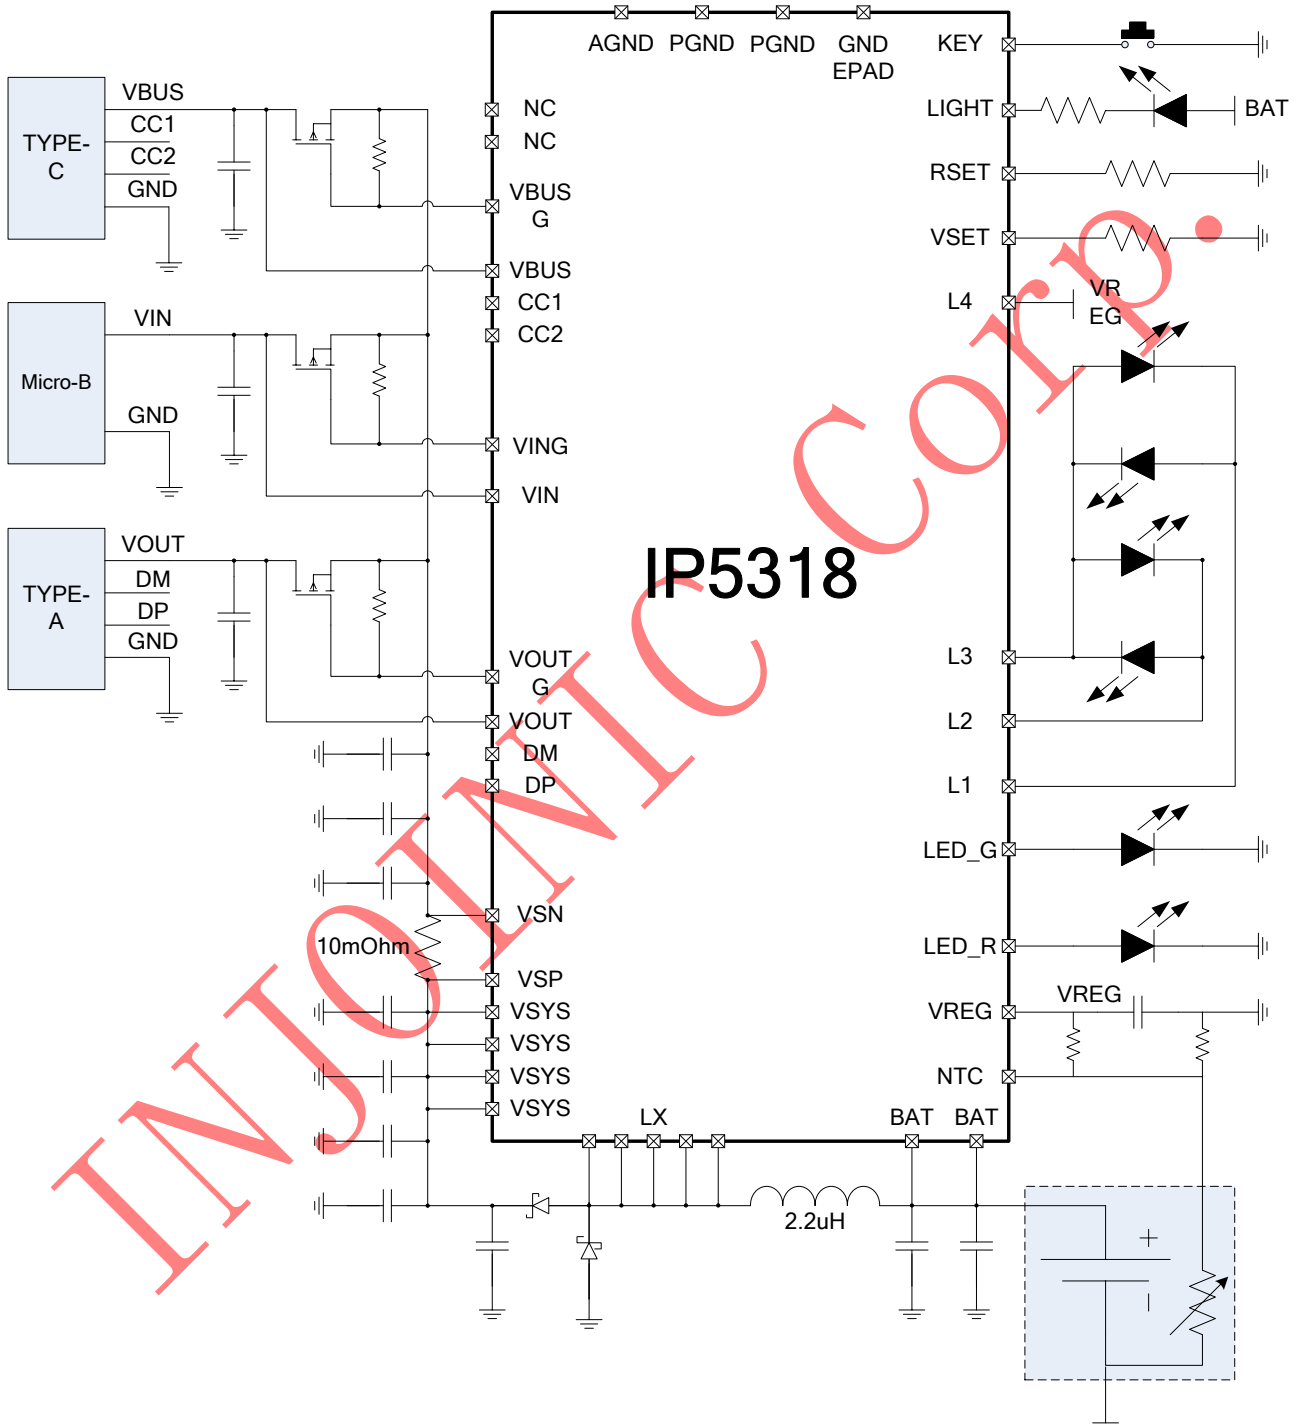 AGND PGND PGND GND
EPAD
KEY
LIGHT
BAT
RSET
VSET
L4
VR
EG
L3
L2
L1
LED_G
LED_R
VREG
VREG
NTC
TYPE-
C
VBUS
CC1
CC2
GND
NC
NC
VBUS
G
VBUS
CC1
CC2
Micro-B
VIN
GND
VING
VIN
TYPE-
A
VOUT
DM
DP
GND
VOUT
G
VOUT
DM
DP
IP5318
VSN
10mOhm
VSP
VSYS
VSYS
VSYS
VSYS
LX
BAT BAT
2.2uH
+
INJOINIC Corp.